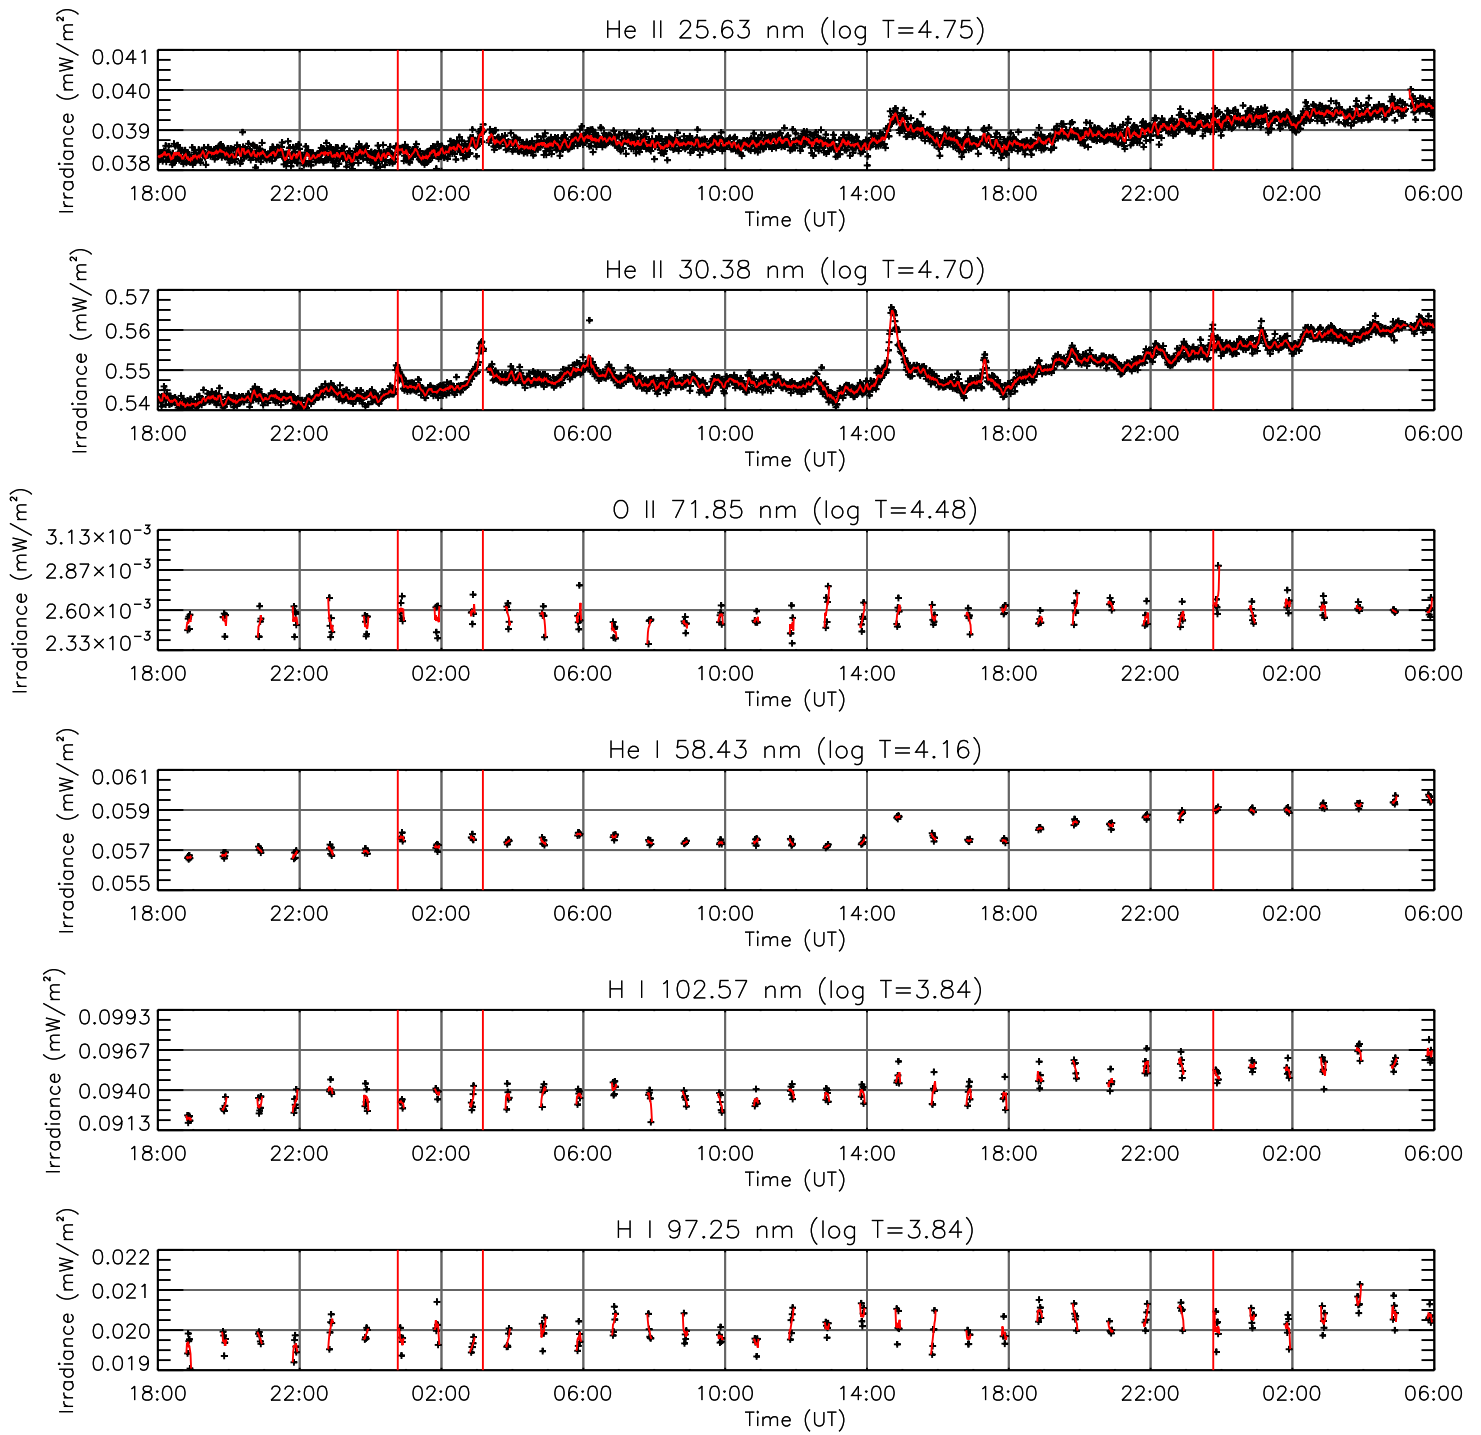 He II 25.63 nm (log T=4.75)
Irradiance (mW/m²)
0.041
0.040
0.039
0.038
18:00 22:00 02:00 06:00 10:00 14:00 18:00 22:00 02:00 06:00
Time (UT)
He II 30.38 nm (log T=4.70)
Irradiance (mW/m²)
0.57
0.56
0.55
0.54
18:00 22:00 02:00 06:00 10:00 14:00 18:00 22:00 02:00 06:00
Time (UT)
O II 71.85 nm (log T=4.48)
Irradiance (mW/m²)
3.13×10⁻³
2.87×10⁻³
2.60×10⁻³
2.33×10⁻³
18:00 22:00 02:00 06:00 10:00 14:00 18:00 22:00 02:00 06:00
Time (UT)
He I 58.43 nm (log T=4.16)
Irradiance (mW/m²)
0.061
0.059
0.057
0.055
18:00 22:00 02:00 06:00 10:00 14:00 18:00 22:00 02:00 06:00
Time (UT)
H I 102.57 nm (log T=3.84)
Irradiance (mW/m²)
0.0993
0.0967
0.0940
0.0913
18:00 22:00 02:00 06:00 10:00 14:00 18:00 22:00 02:00 06:00
Time (UT)
H I 97.25 nm (log T=3.84)
Irradiance (mW/m²)
0.022
0.021
0.020
0.019
18:00 22:00 02:00 06:00 10:00 14:00 18:00 22:00 02:00 06:00
Time (UT)